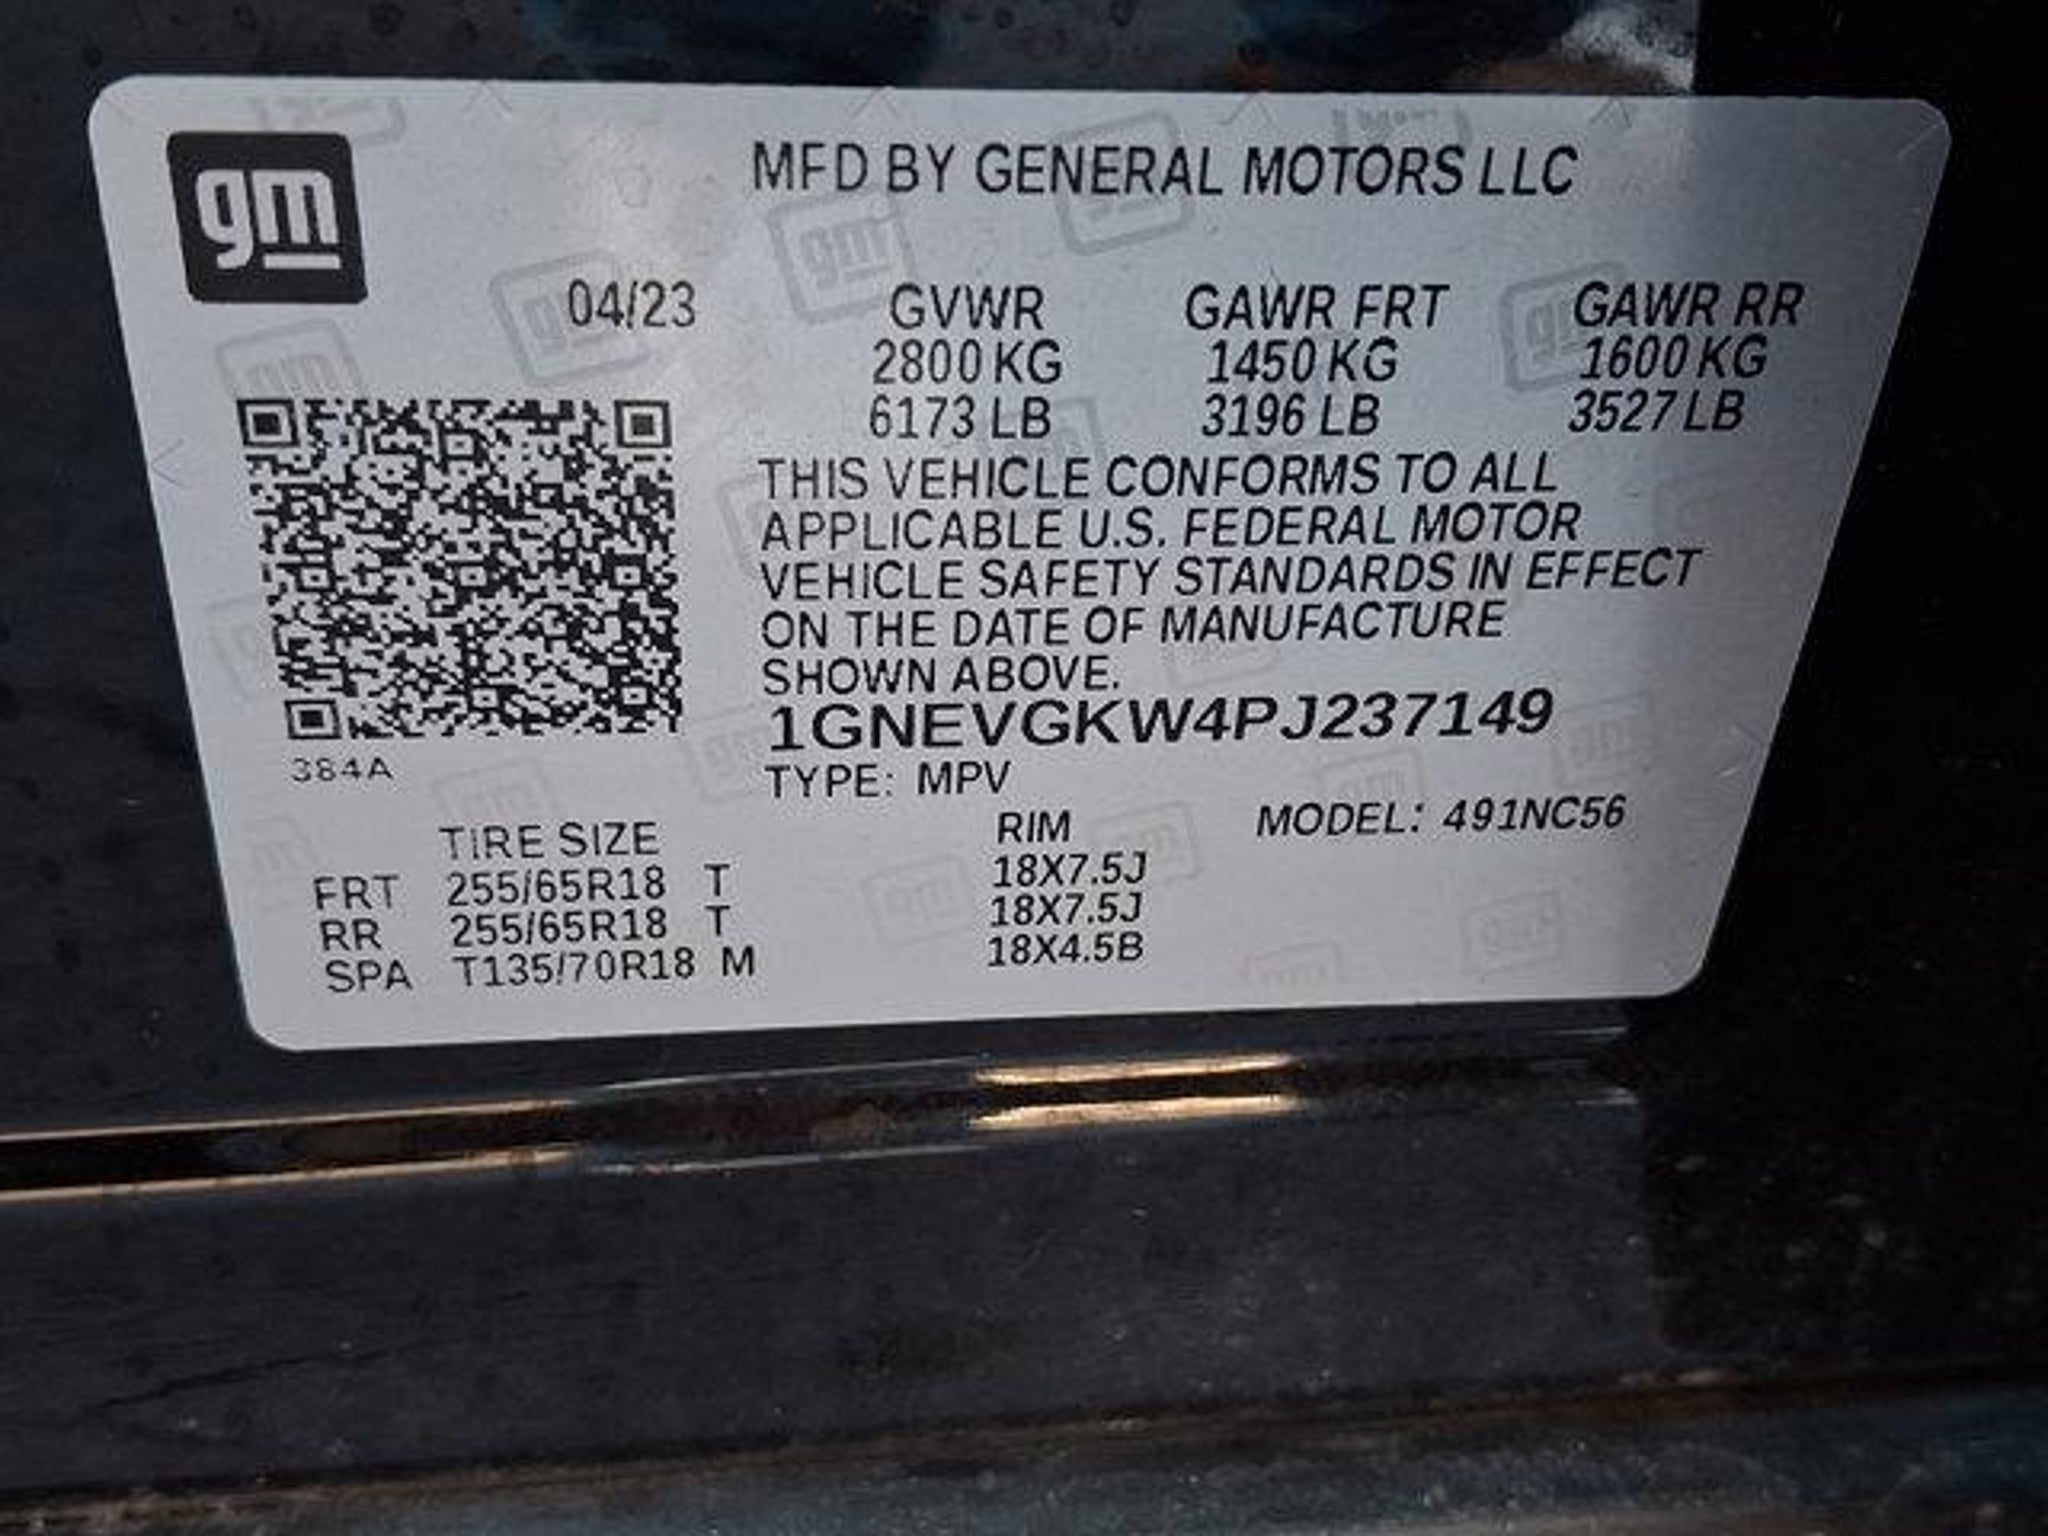 gm
MFD BY GENERAL MOTORS LLC
04/23 GVWR GAWR FRT GAWR RR
2800 KG 1450 KG 1600 KG
6173 LB 3196 LB 3527 LB
THIS VEHICLE CONFORMS TO ALL
APPLICABLE U.S. FEDERAL MOTOR
VEHICLE SAFETY STANDARDS IN EFFECT
ON THE DATE OF MANUFACTURE
SHOWN ABOVE.
1GNEVGKW4PJ237149
384A
TYPE: MPV
MODEL: 491NC56
TIRE SIZE RIM
FRT 255/65R18 T 18X7.5J
RR 255/65R18 T 18X7.5J
SPA T135/70R18 M 18X4.5B